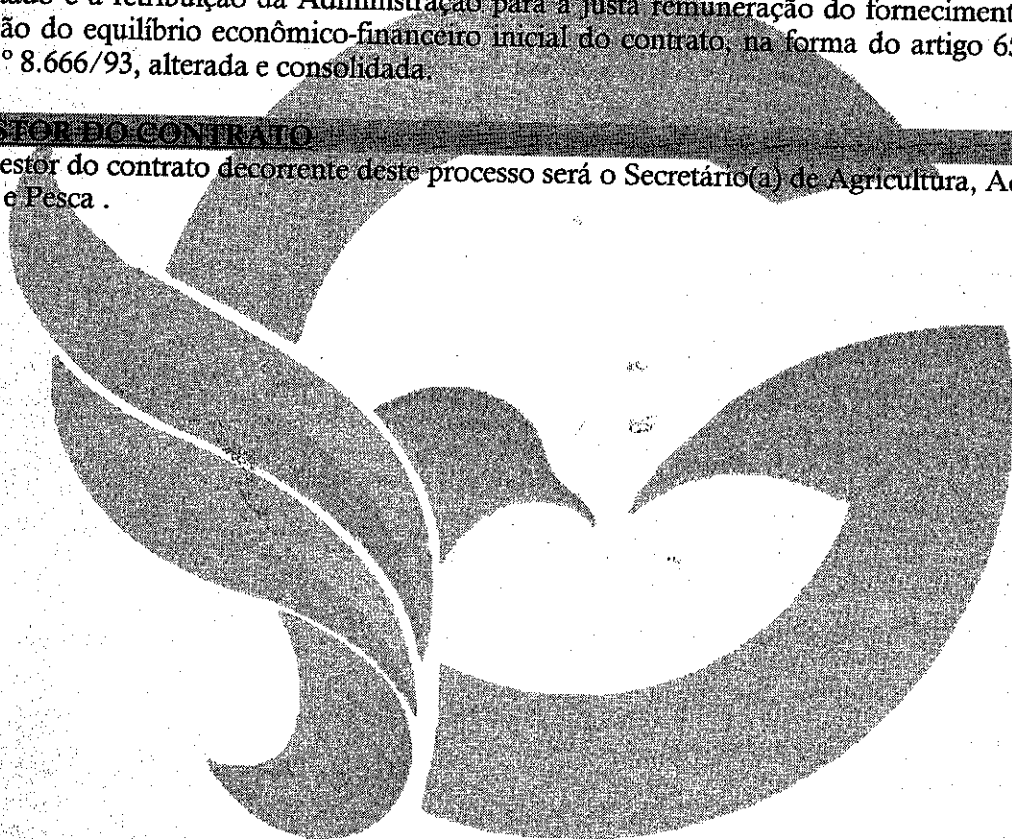 e a retribuição da Administração para a justa remuneração do forneciment
ão do equilíbrio econômico-financeiro inicial do contrato, na forma do artigo 65
º 8.666/93, alterada e consolidada.
STOR DO CONTRATO
estor do contrato decorrente deste processo será o Secretário(a) de Agricultura, A
e Pesca .